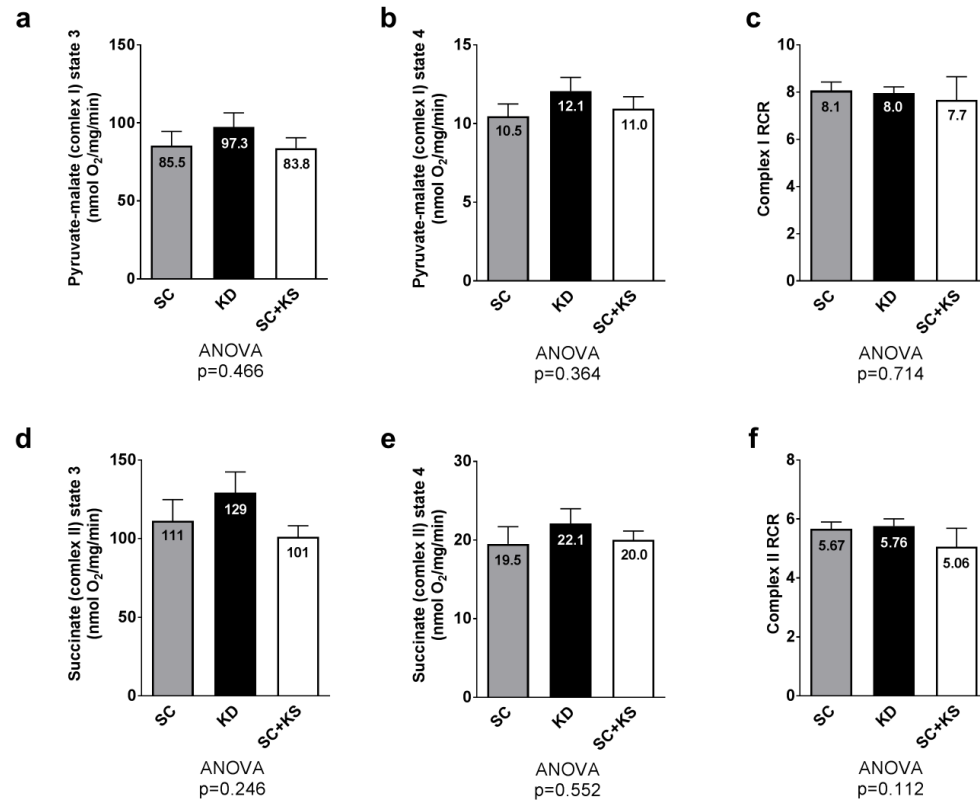 a
Pyruvate-malate (comlex I) state 3
(nmol O₂/mg/min)
150
100
50
0
85.5
97.3
83.8
SC
KD
SC+KS
ANOVA
p=0.466
b
Pyruvate-malate (comlex I) state 4
(nmol O₂/mg/min)
15
10
5
0
10.5
12.1
11.0
SC
KD
SC+KS
ANOVA
p=0.364
c
Complex I RCR
10
8
6
4
2
0
8.1
8.0
7.7
SC
KD
SC+KS
ANOVA
p=0.714
d
Succinate (comlex II) state 3
(nmol O₂/mg/min)
150
100
50
0
111
129
101
SC
KD
SC+KS
ANOVA
p=0.246
e
Succinate (comlex II) state 4
(nmol O₂/mg/min)
30
20
10
0
19.5
22.1
20.0
SC
KD
SC+KS
ANOVA
p=0.552
f
Complex II RCR
8
6
4
2
0
5.67
5.76
5.06
SC
KD
SC+KS
ANOVA
p=0.112